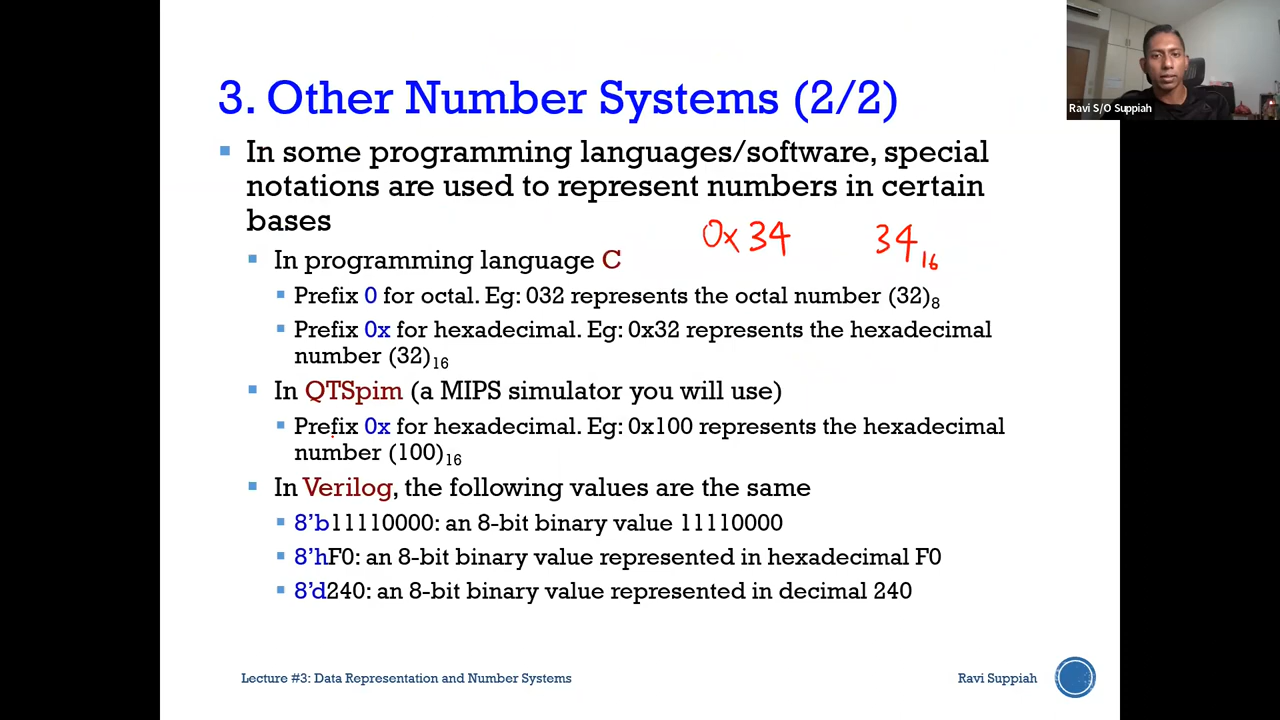 Ravi S/O Suppiah
3. Other Number Systems (2/2)
In some programming languages/software, special
notations are used to represent numbers in certain
bases
0x34 34₁₆
In programming language C
Prefix 0 for octal. Eg: 032 represents the octal number (32)₈
Prefix 0x for hexadecimal. Eg: 0x32 represents the hexadecimal
number (32)₁₆
In QTSpim (a MIPS simulator you will use)
Prefix 0x for hexadecimal. Eg: 0x100 represents the hexadecimal
number (100)₁₆
In Verilog, the following values are the same
8’b11110000: an 8-bit binary value 11110000
8’hF0: an 8-bit binary value represented in hexadecimal F0
8’d240: an 8-bit binary value represented in decimal 240
Lecture #3: Data Representation and Number Systems
Ravi Suppiah